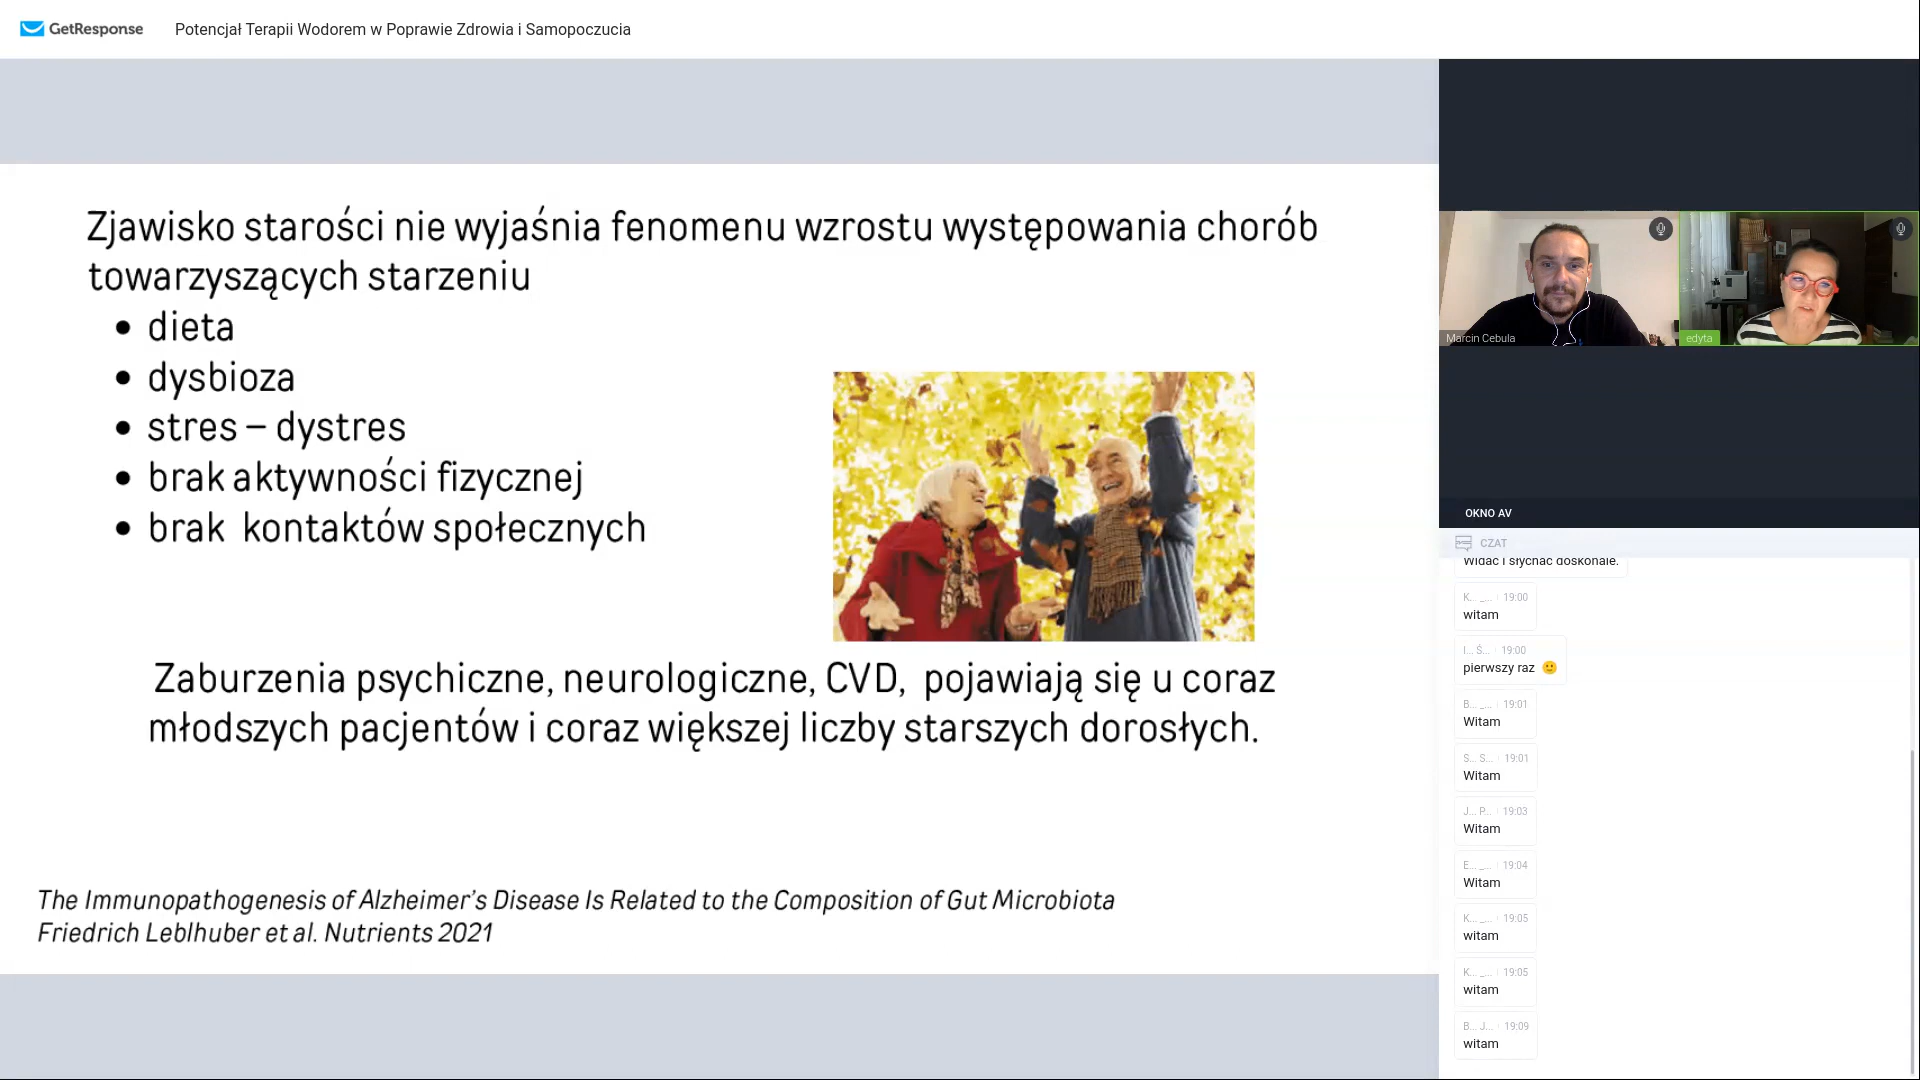 GetResponse
Potencjał Terapii Wodorem w Poprawie Zdrowia i Samopoczucia
Zjawisko starości nie wyjaśnia fenomenu wzrostu występowania chorób
towarzyszących starzeniu
• dieta
• dysbioza
• stres – dystres
• brak aktywności fizycznej
• brak kontaktów społecznych
Zaburzenia psychiczne, neurologiczne, CVD, pojawiają się u coraz
młodszych pacjentów i coraz większej liczby starszych dorosłych.
The Immunopathogenesis of Alzheimer's Disease Is Related to the Composition of Gut Microbiota
Friedrich Leblhuber et al. Nutrients 2021
Marcin Cebula
edyta
OKNO AV
CZAT
Widać i słychać doskonale.
K... _... 19:00
witam
I... Ś... 19:00
pierwszy raz 🙂
B... _... 19:01
Witam
S... S... 19:01
Witam
J... P... 19:03
Witam
E... _... 19:04
Witam
K... _... 19:05
witam
K... _... 19:05
witam
B... J... 19:09
witam